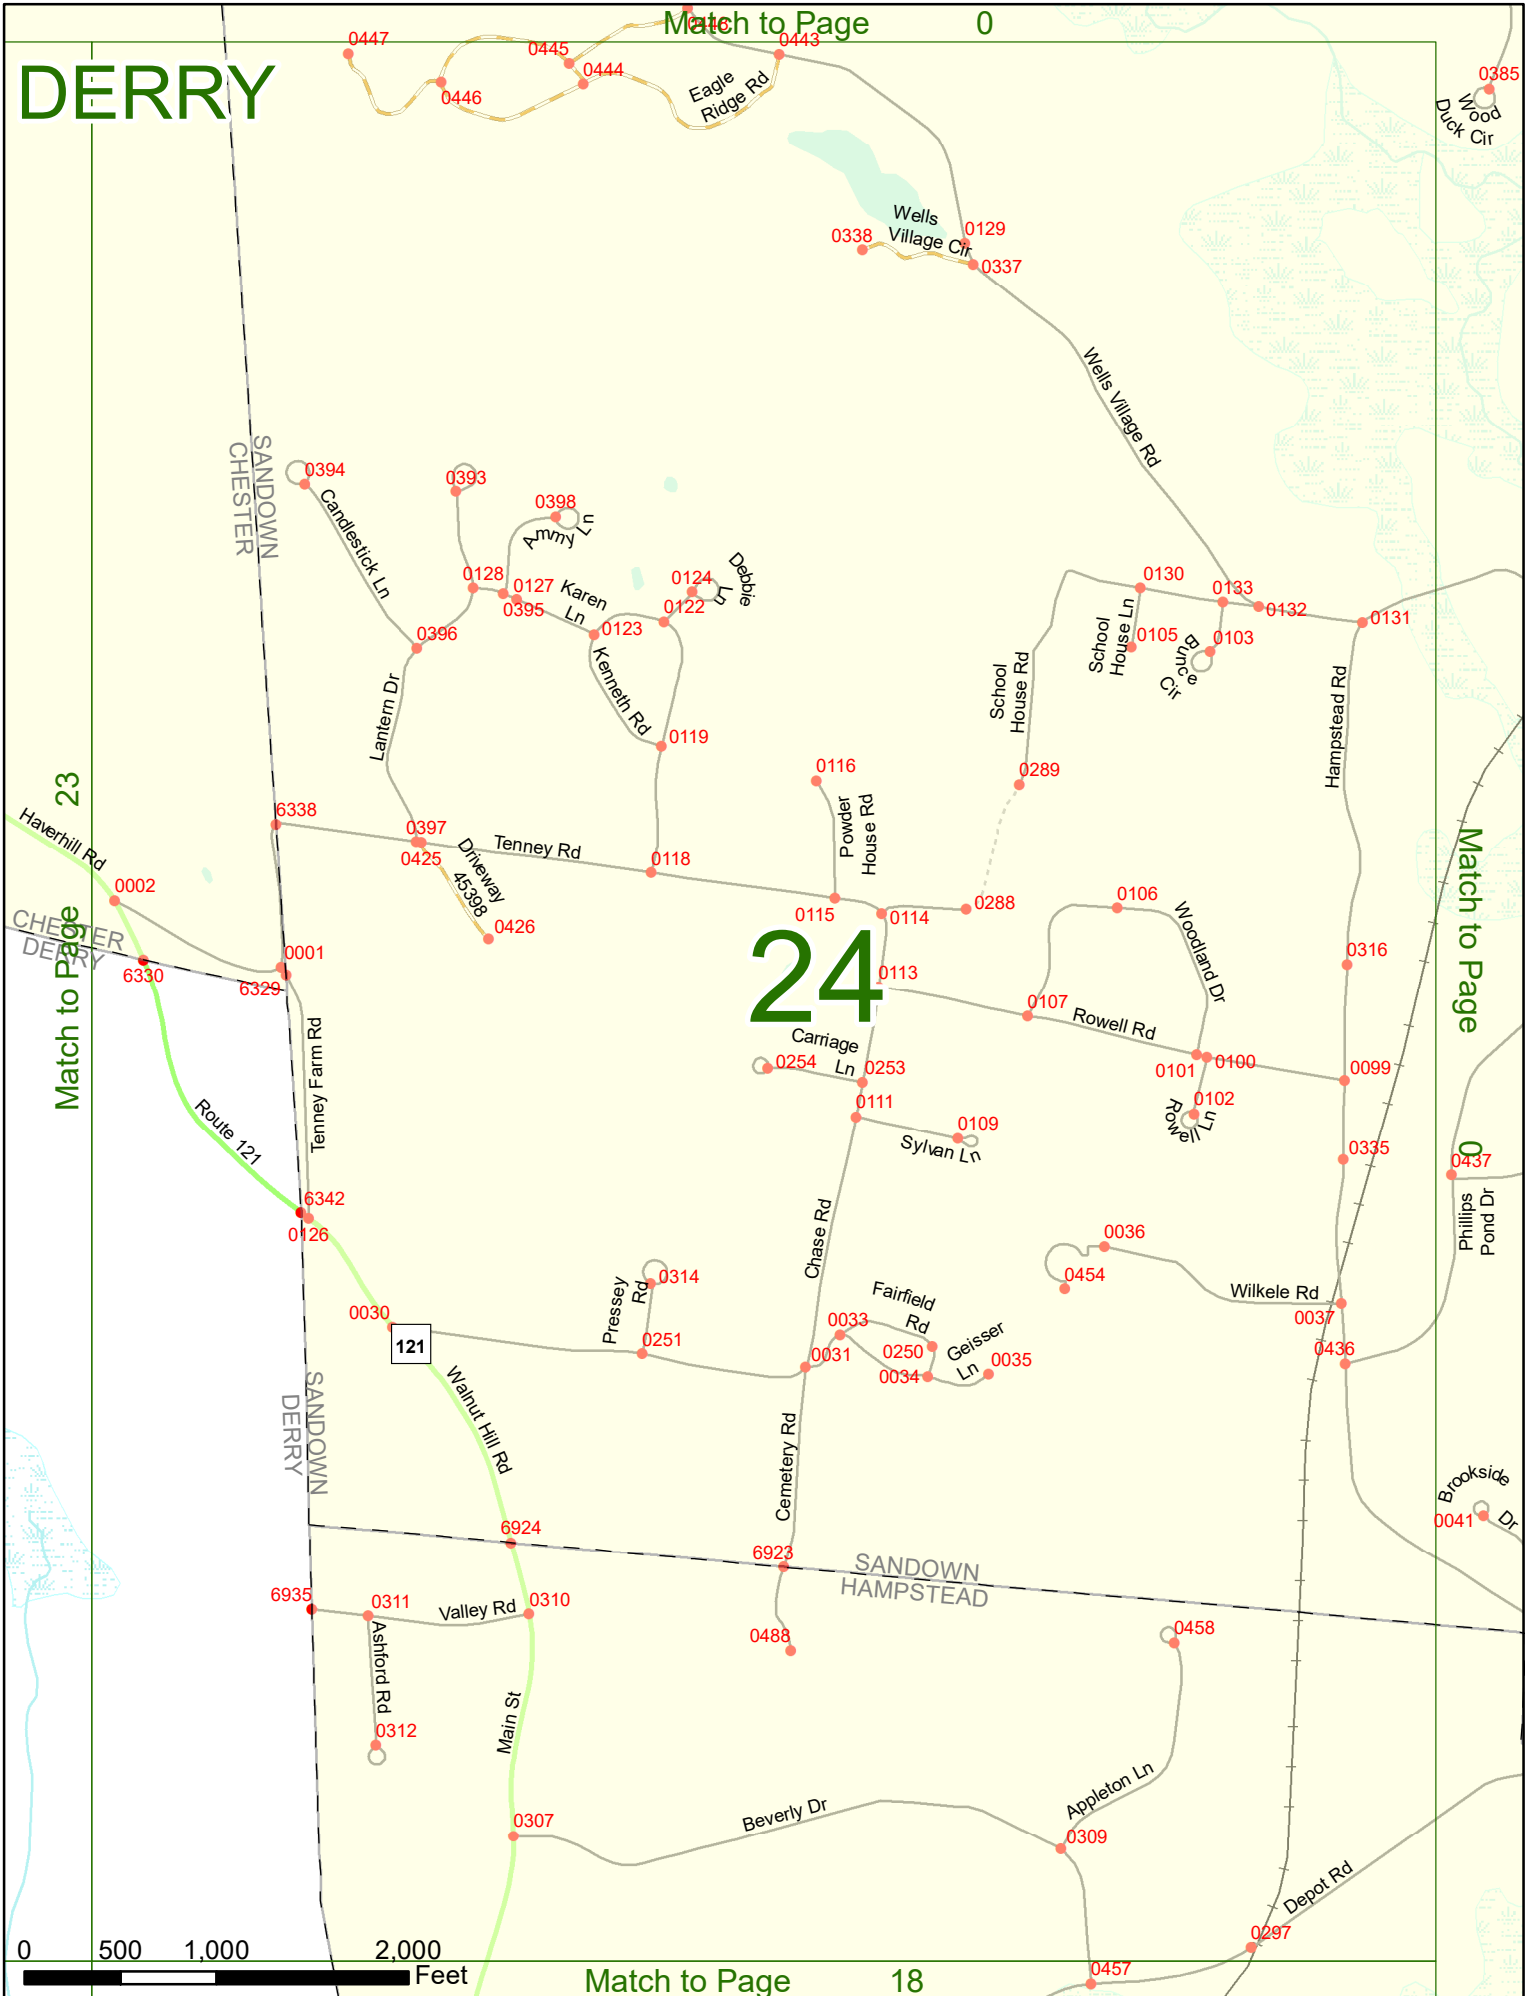 Match to Page 0
DERRY
0447
0445
0448
0443
0446
0444
Eagle
Ridge Rd
0385
Wood
Duck Cir
Wells
Village Cir
0338
0129
0337
Wells Village Rd
SANDOWN
CHESTER
0394
Candlestick Ln
0393
0398
Ammy Ln
0128
0127
0395
Karen
Ln
0124
Debbie
Ln
0122
0123
0396
Kenneth Rd
Lantern Dr
0119
0130
0133
0132
0131
School
House Ln
0105
0103
Bunce
Cir
School
House Rd
Hampstead Rd
0289
0116
Powder
House Rd
Match to Page 23
Haverhill Rd
6338
0397
0425
Driveway
45398
Tenney Rd
0118
0426
0115
0114
0288
0106
Woodland Dr
0002
CHESTER
DERRY
6330
0001
6329
24
0113
0107
Rowell Rd
0316
Match to Page 0
Tenney Farm Rd
Carriage
Ln
0254
0253
0101
0100
0099
0102
Rowell Ln
0111
0109
Sylvan Ln
Route 121
0335
0437
Phillips
Pond Dr
6342
0126
Chase Rd
0036
0454
Wilkele Rd
0037
0436
0314
Pressey
Rd
0030
121
0251
0033
Fairfield
Rd
0250
Geisser
Ln
0031
0034
0035
SANDOWN
DERRY
Walnut Hill Rd
Cemetery Rd
Brookside Dr
0041
6924
6923
SANDOWN
HAMPSTEAD
6935
0311
Valley Rd
0310
Ashford Rd
0488
0458
0312
Main St
Appleton Ln
0307
Beverly Dr
0309
Depot Rd
0297
0457
0 500 1,000 2,000
Feet
Match to Page 18